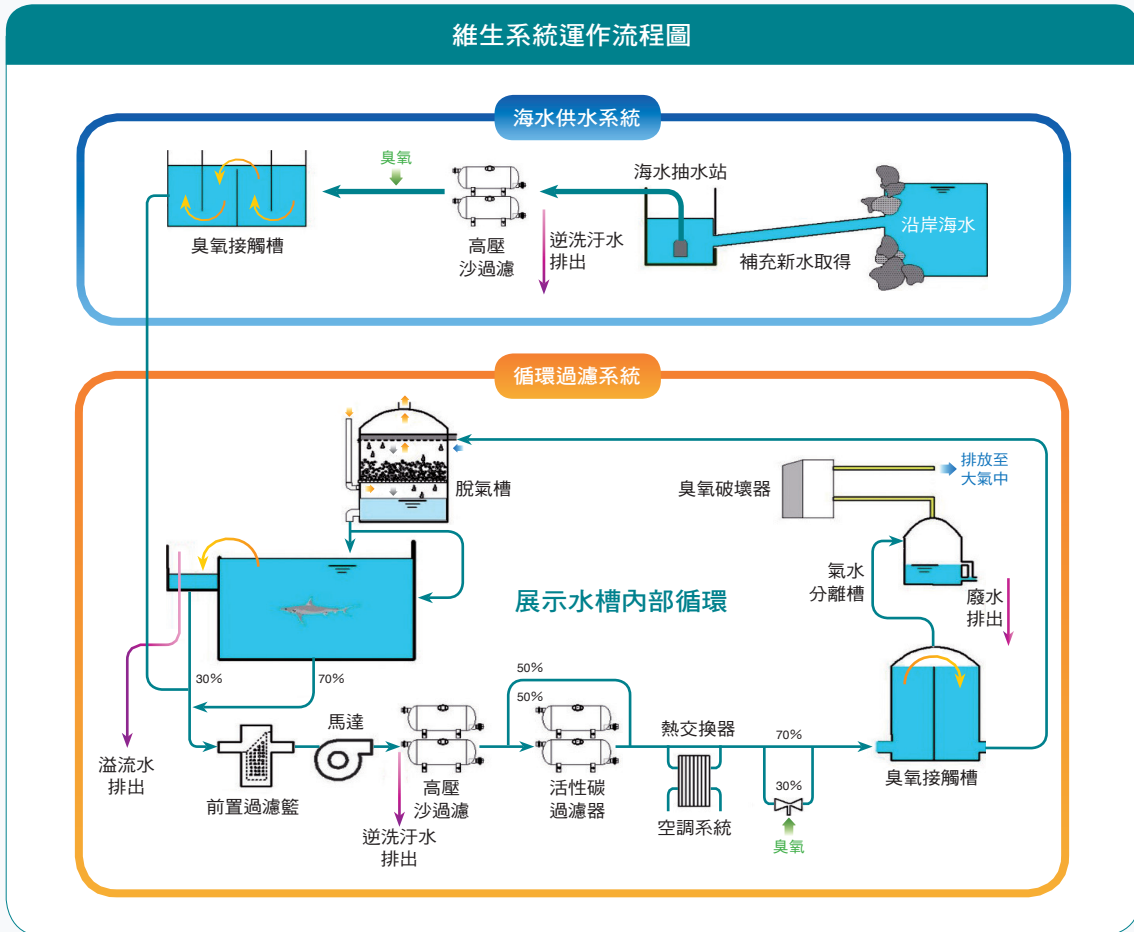 維生系統運作流程圖
海水供水系統
臭氧
海水抽水站
沿岸海水
臭氧接觸槽
高壓
沙過濾
逆洗汙水
排出
補充新水取得
循環過濾系統
脫氣槽
臭氧破壞器
排放至
大氣中
氣水
分離槽
廢水
排出
展示水槽內部循環
30%
70%
50%
50%
溢流水
排出
前置過濾籃
馬達
高壓
沙過濾
逆洗汙水
排出
活性碳
過濾器
熱交換器
空調系統
70%
30%
臭氧
臭氧接觸槽